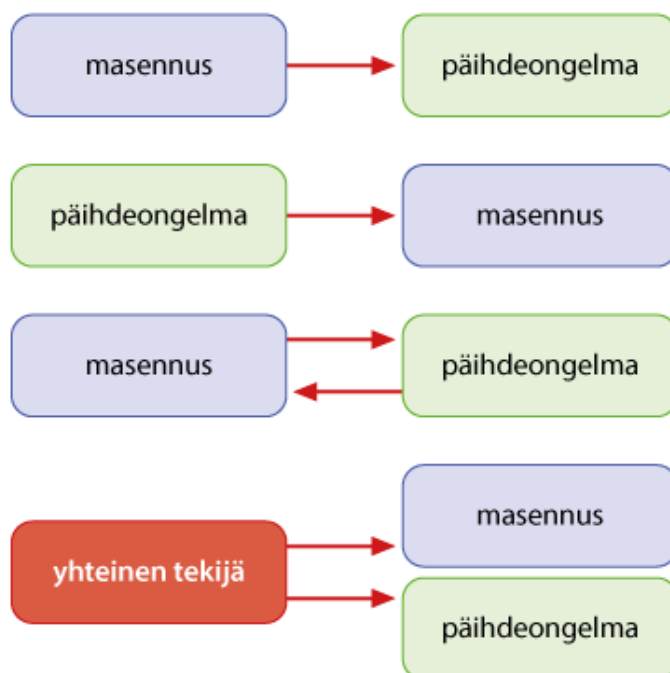 masennus
päihdeongelma
päihdeongelma
masennus
masennus
päihdeongelma
yhteinen tekijä
masennus
päihdeongelma